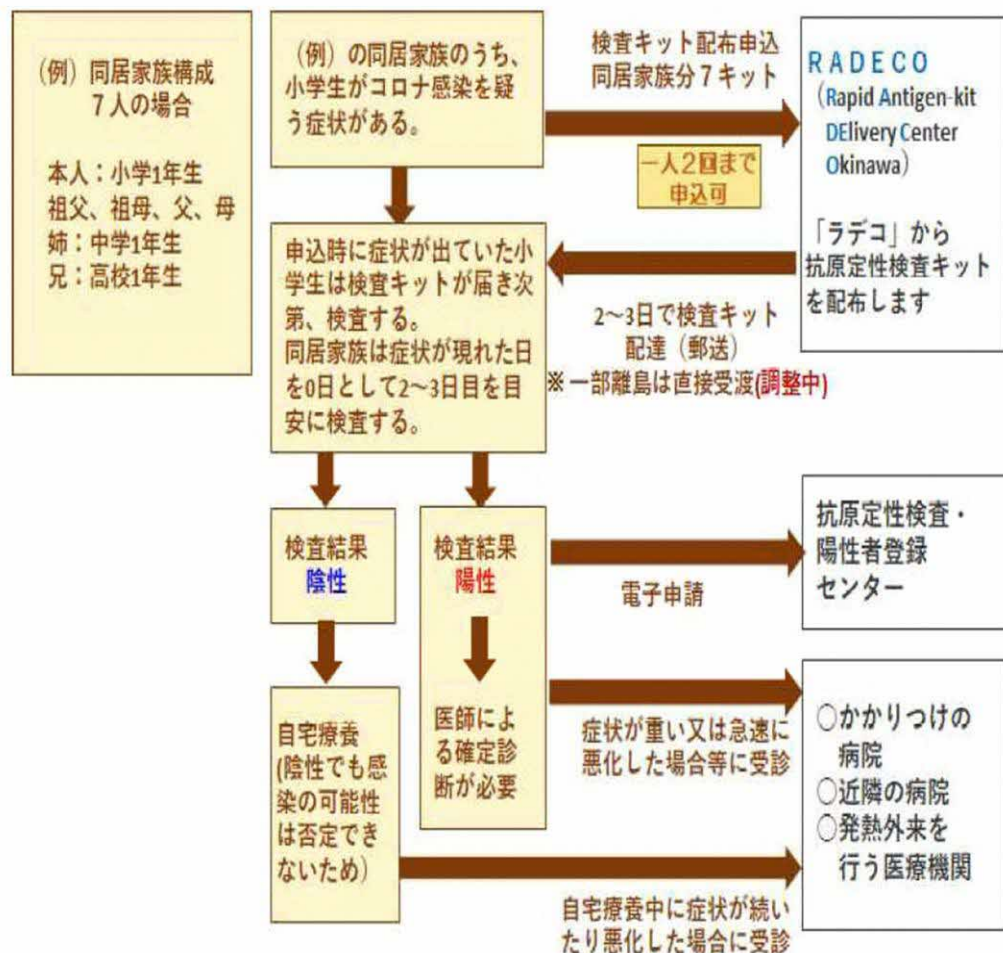 (例)同居家族構成
7人の場合
本人：小学1年生
祖父、祖母、父、母
姉：中学1年生
兄：高校1年生
(例)の同居家族のうち、
小学生がコロナ感染を疑
う症状がある。
検査キット配布申込
同居家族分7キット
一人2回まで
申込可
RADECO
(Rapid Antigen-kit
DElivery Center
Okinawa)
「ラデコ」から
抗原定性検査キット
を配布します
申込時に症状が出ていた小
学生は検査キットが届き次
第、検査する。
同居家族は症状が現れた日
を0日として2〜3日目を目
安に検査する。
2〜3日で検査キット
配達（郵送）
※一部離島は直接受渡(調整中)
検査結果
陰性
検査結果
陽性
電子申請
抗原定性検査・
陽性者登録
センター
自宅療養
(陰性でも感
染の可能性
は否定でき
ないため)
医師によ
る確定診
断が必要
症状が重い又は急速に
悪化した場合等に受診
○かかりつけの
病院
○近隣の病院
○発熱外来を
行う医療機関
自宅療養中に症状が続い
たり悪化した場合に受診